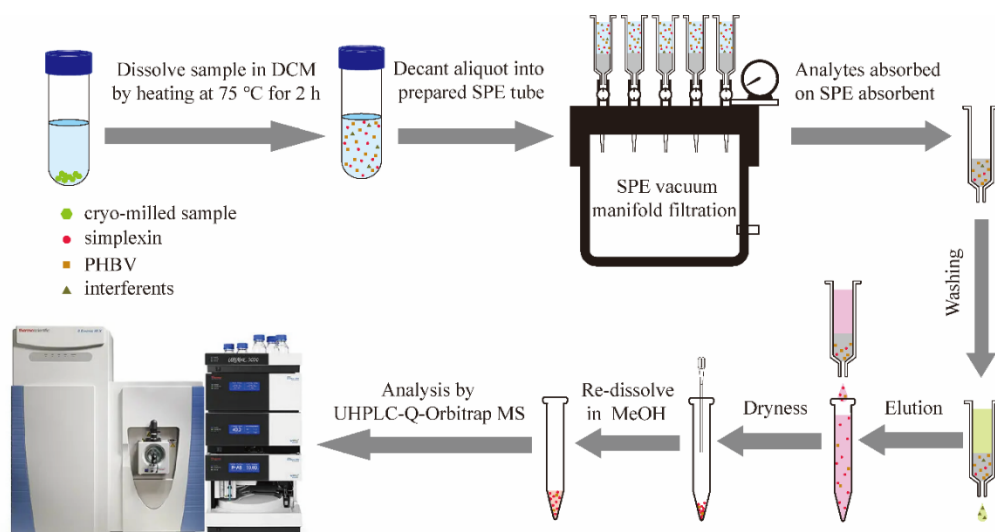 Dissolve sample in DCM
by heating at 75 °C for 2 h
Decant aliquot into
prepared SPE tube
Analytes absorbed
on SPE absorbent
SPE vacuum
manifold filtration
cryo-milled sample
simplexin
PHBV
interferents
Washing
Elution
Dryness
Re-dissolve
in MeOH
Analysis by
UHPLC-Q-Orbitrap MS